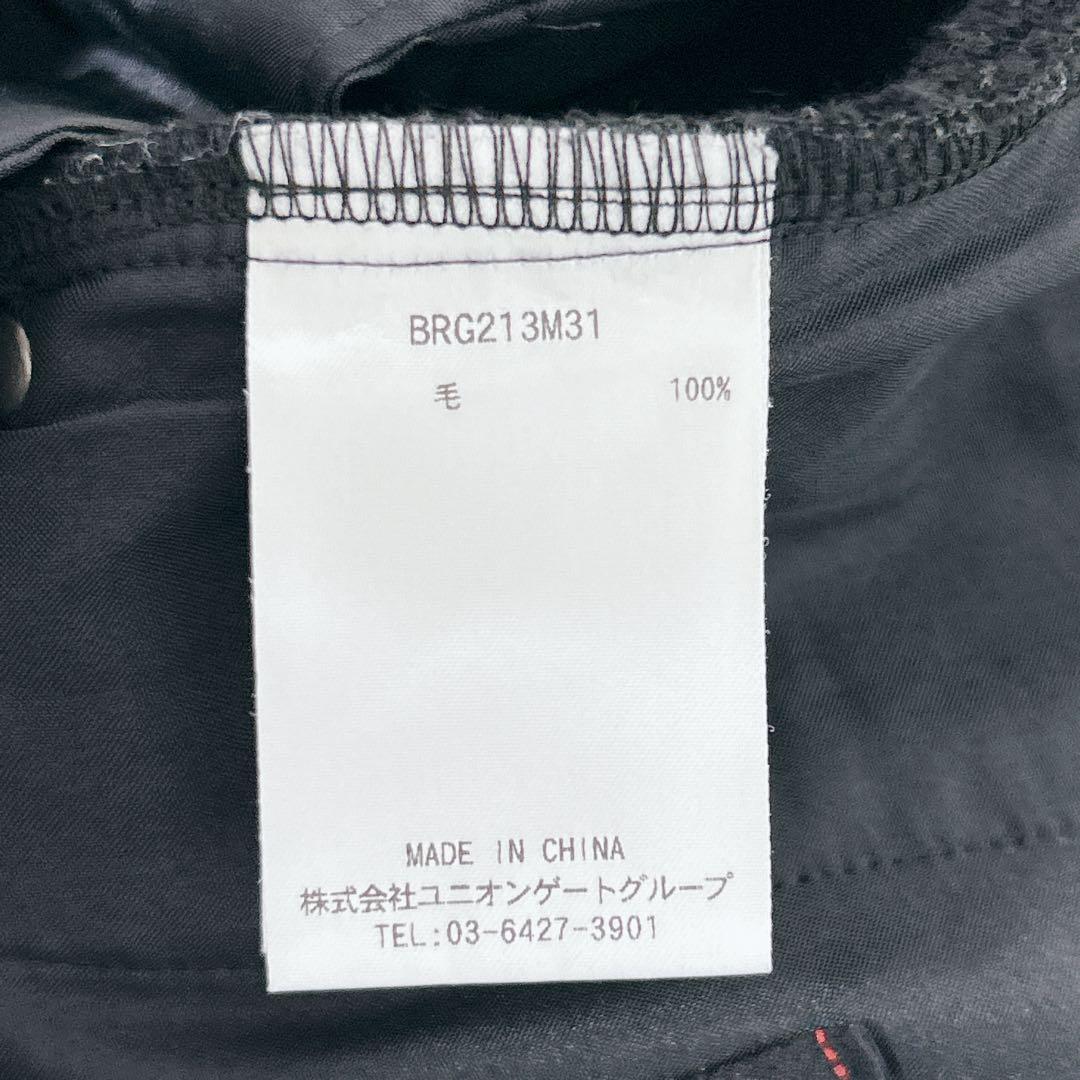 BRG213M31
毛 100%
MADE IN CHINA
株式会社ユニオンゲートグループ
TEL:03-6427-3901